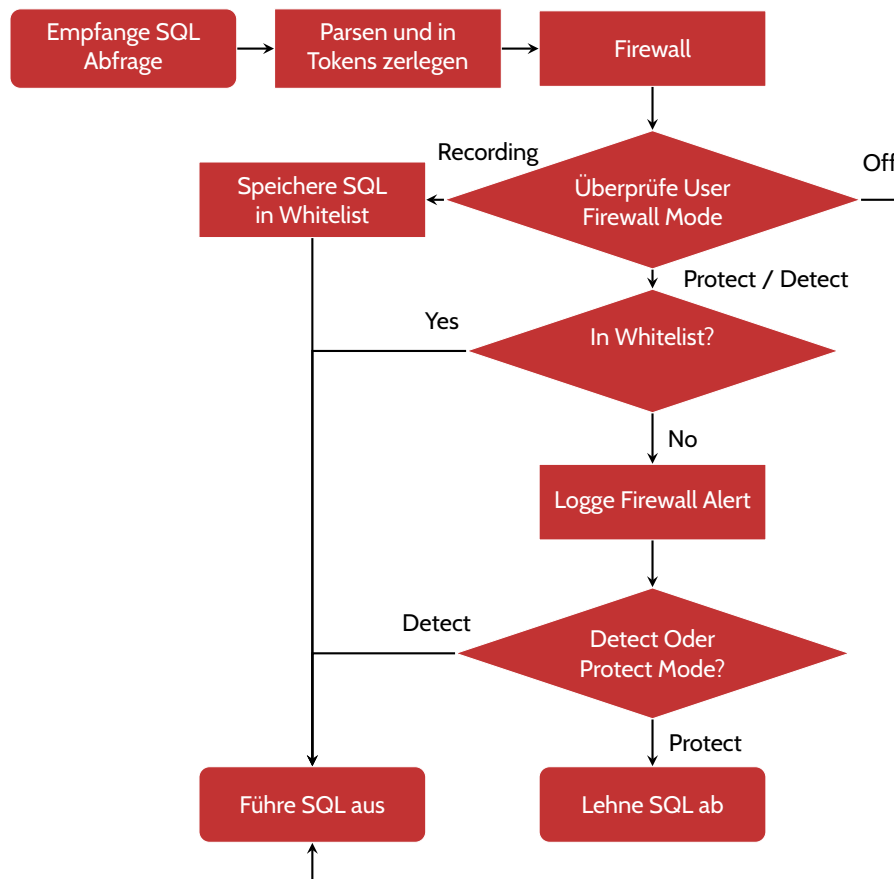 Empfange SQL
Abfrage
Parsen und in
Tokens zerlegen
Firewall
Recording
Off
Speichere SQL
in Whitelist
Überprüfe User
Firewall Mode
Protect / Detect
Yes
In Whitelist?
No
Logge Firewall Alert
Detect
Detect Oder
Protect Mode?
Protect
Führe SQL aus
Lehne SQL ab